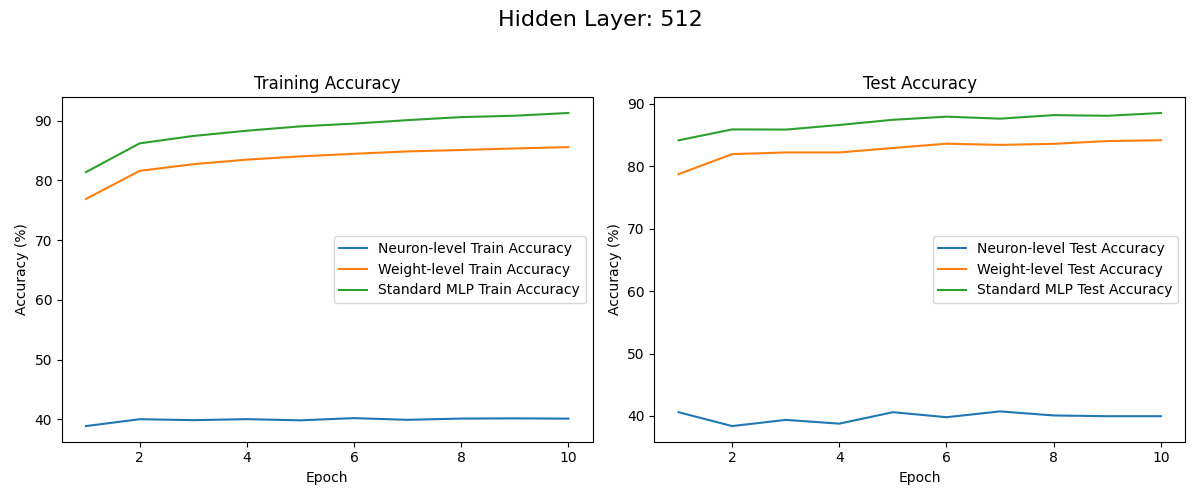 Hidden Layer: 512
Training Accuracy
Accuracy (%)
90
80
70
60
50
40
Neuron-level Train Accuracy
Weight-level Train Accuracy
Standard MLP Train Accuracy
2 4 6 8 10
Epoch
Test Accuracy
Accuracy (%)
90
80
70
60
50
40
Neuron-level Test Accuracy
Weight-level Test Accuracy
Standard MLP Test Accuracy
2 4 6 8 10
Epoch